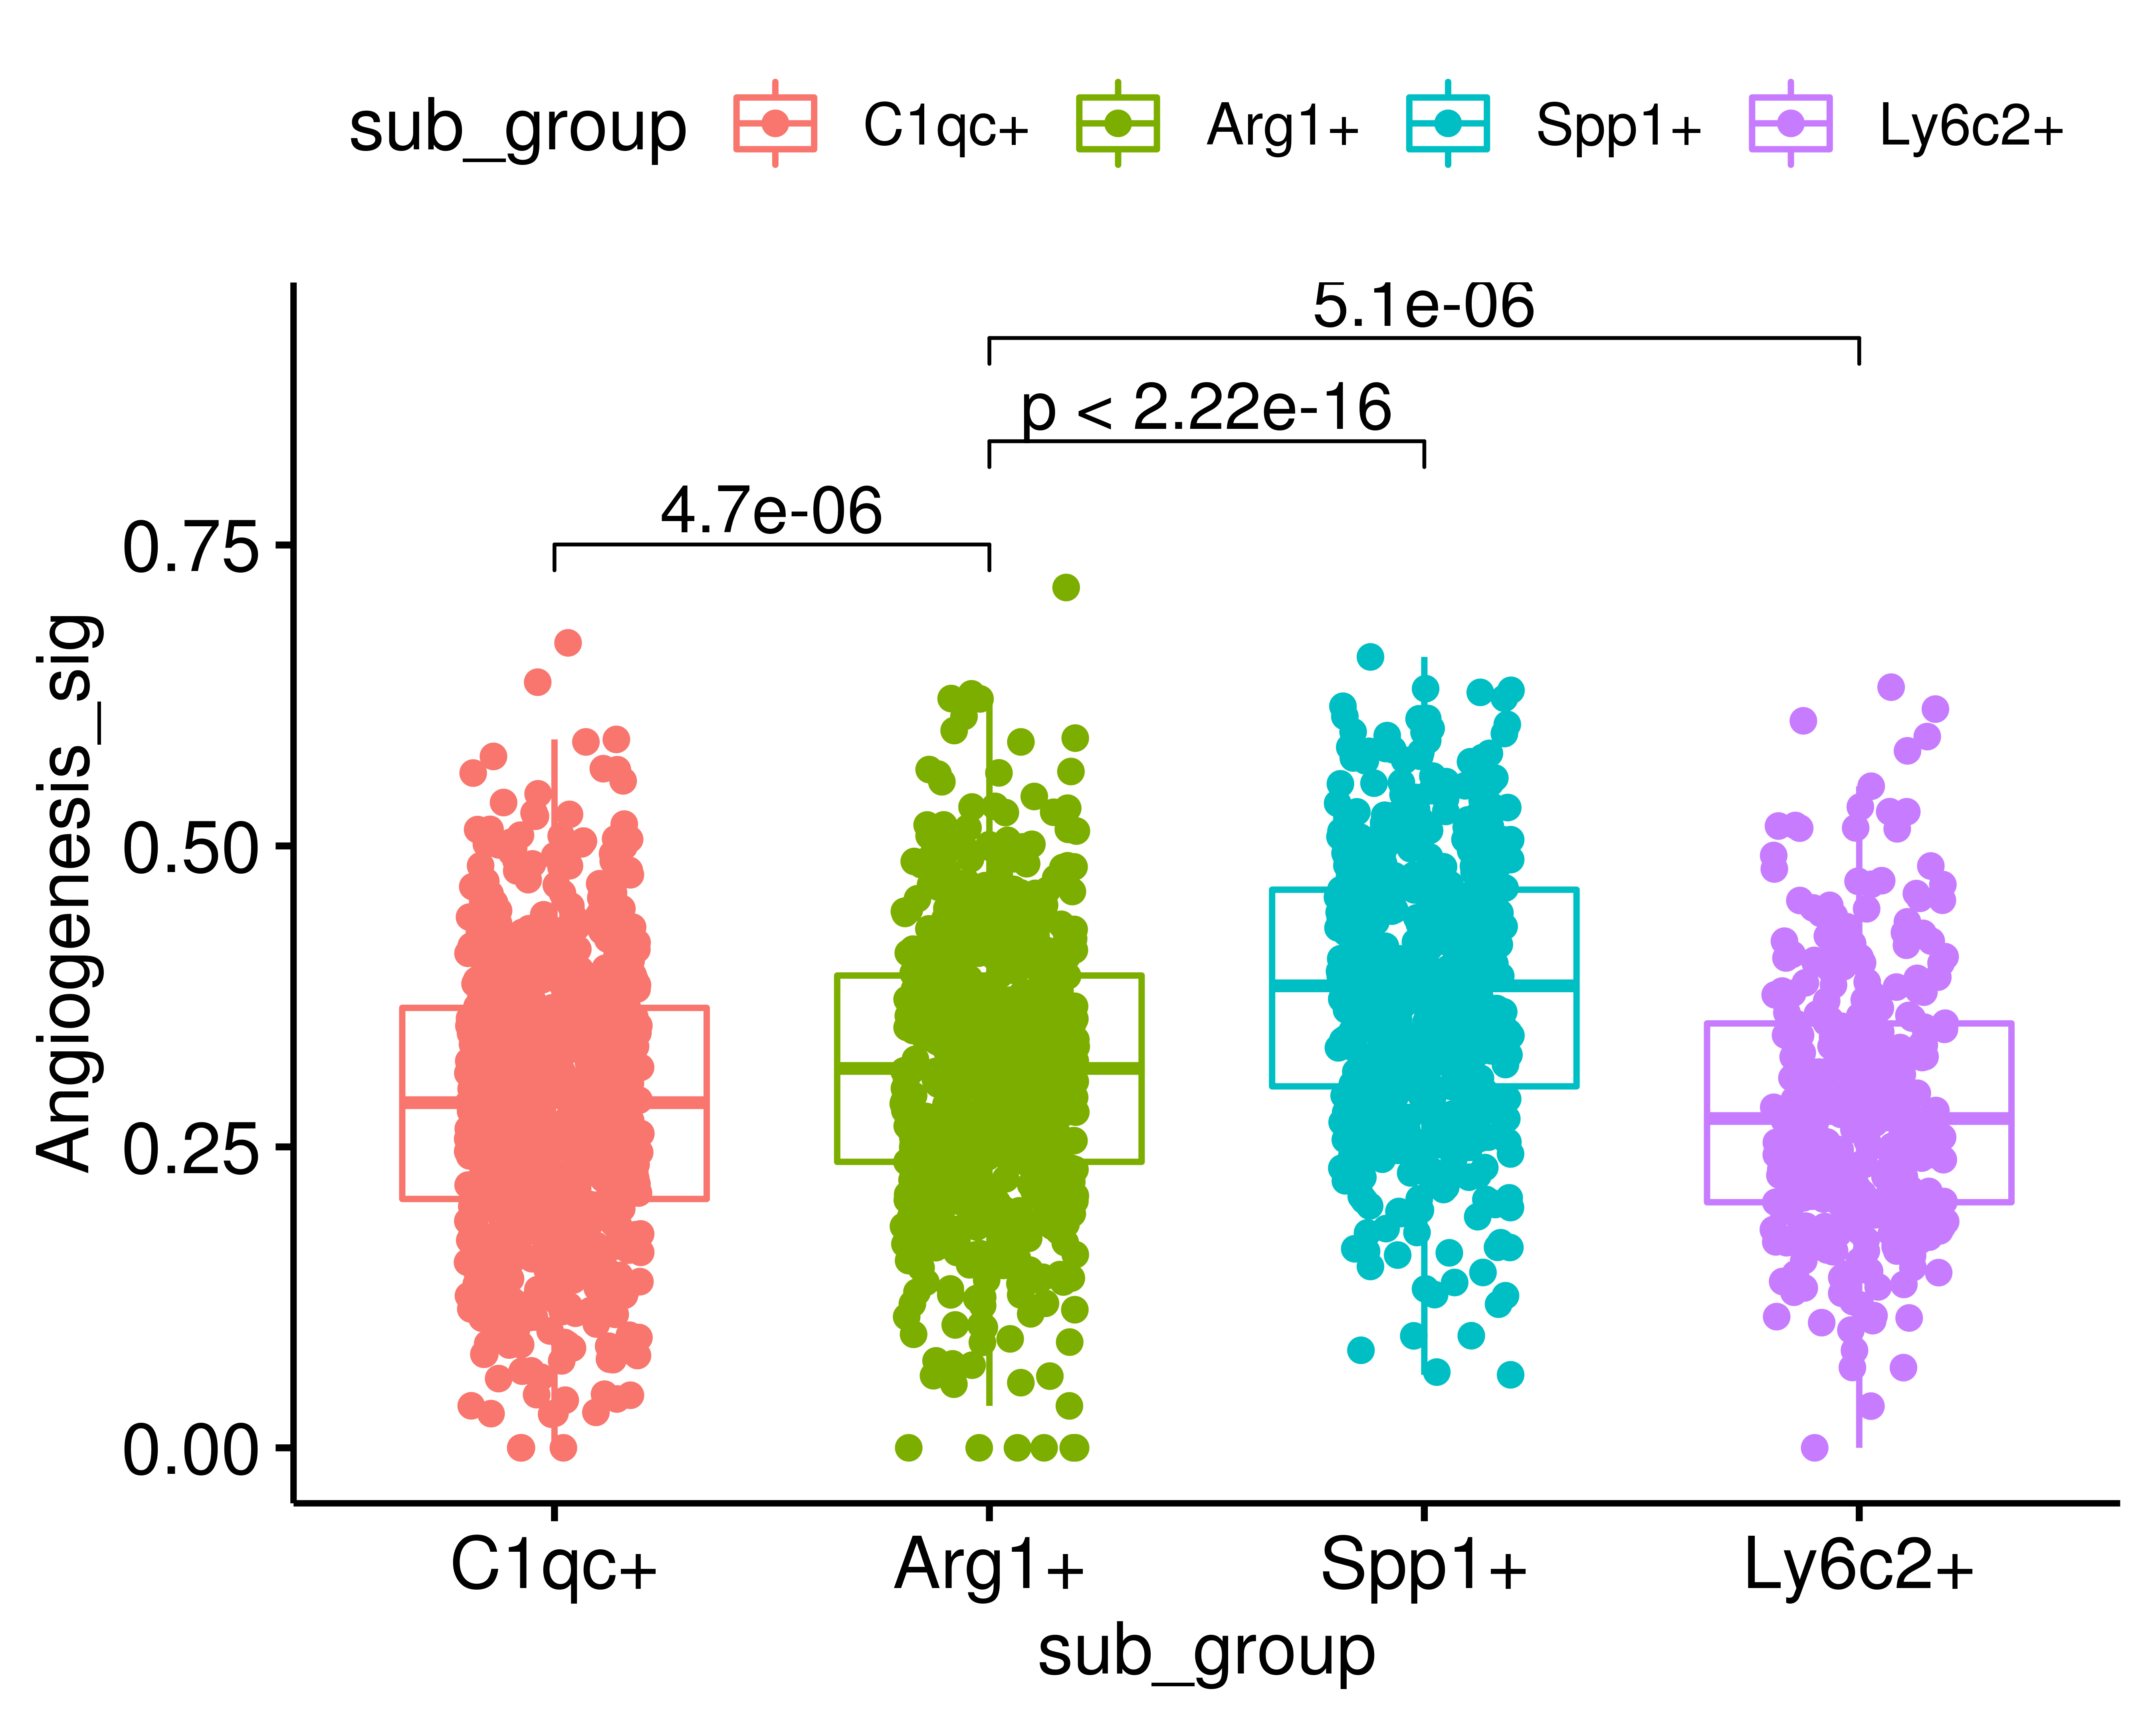 sub_group C1qc+ Arg1+ Spp1+ Ly6c2+
5.1e-06
p < 2.22e-16
4.7e-06
0.75
0.50
0.25
0.00
Angiogenesis_sig
C1qc+ Arg1+ Spp1+ Ly6c2+
sub_group